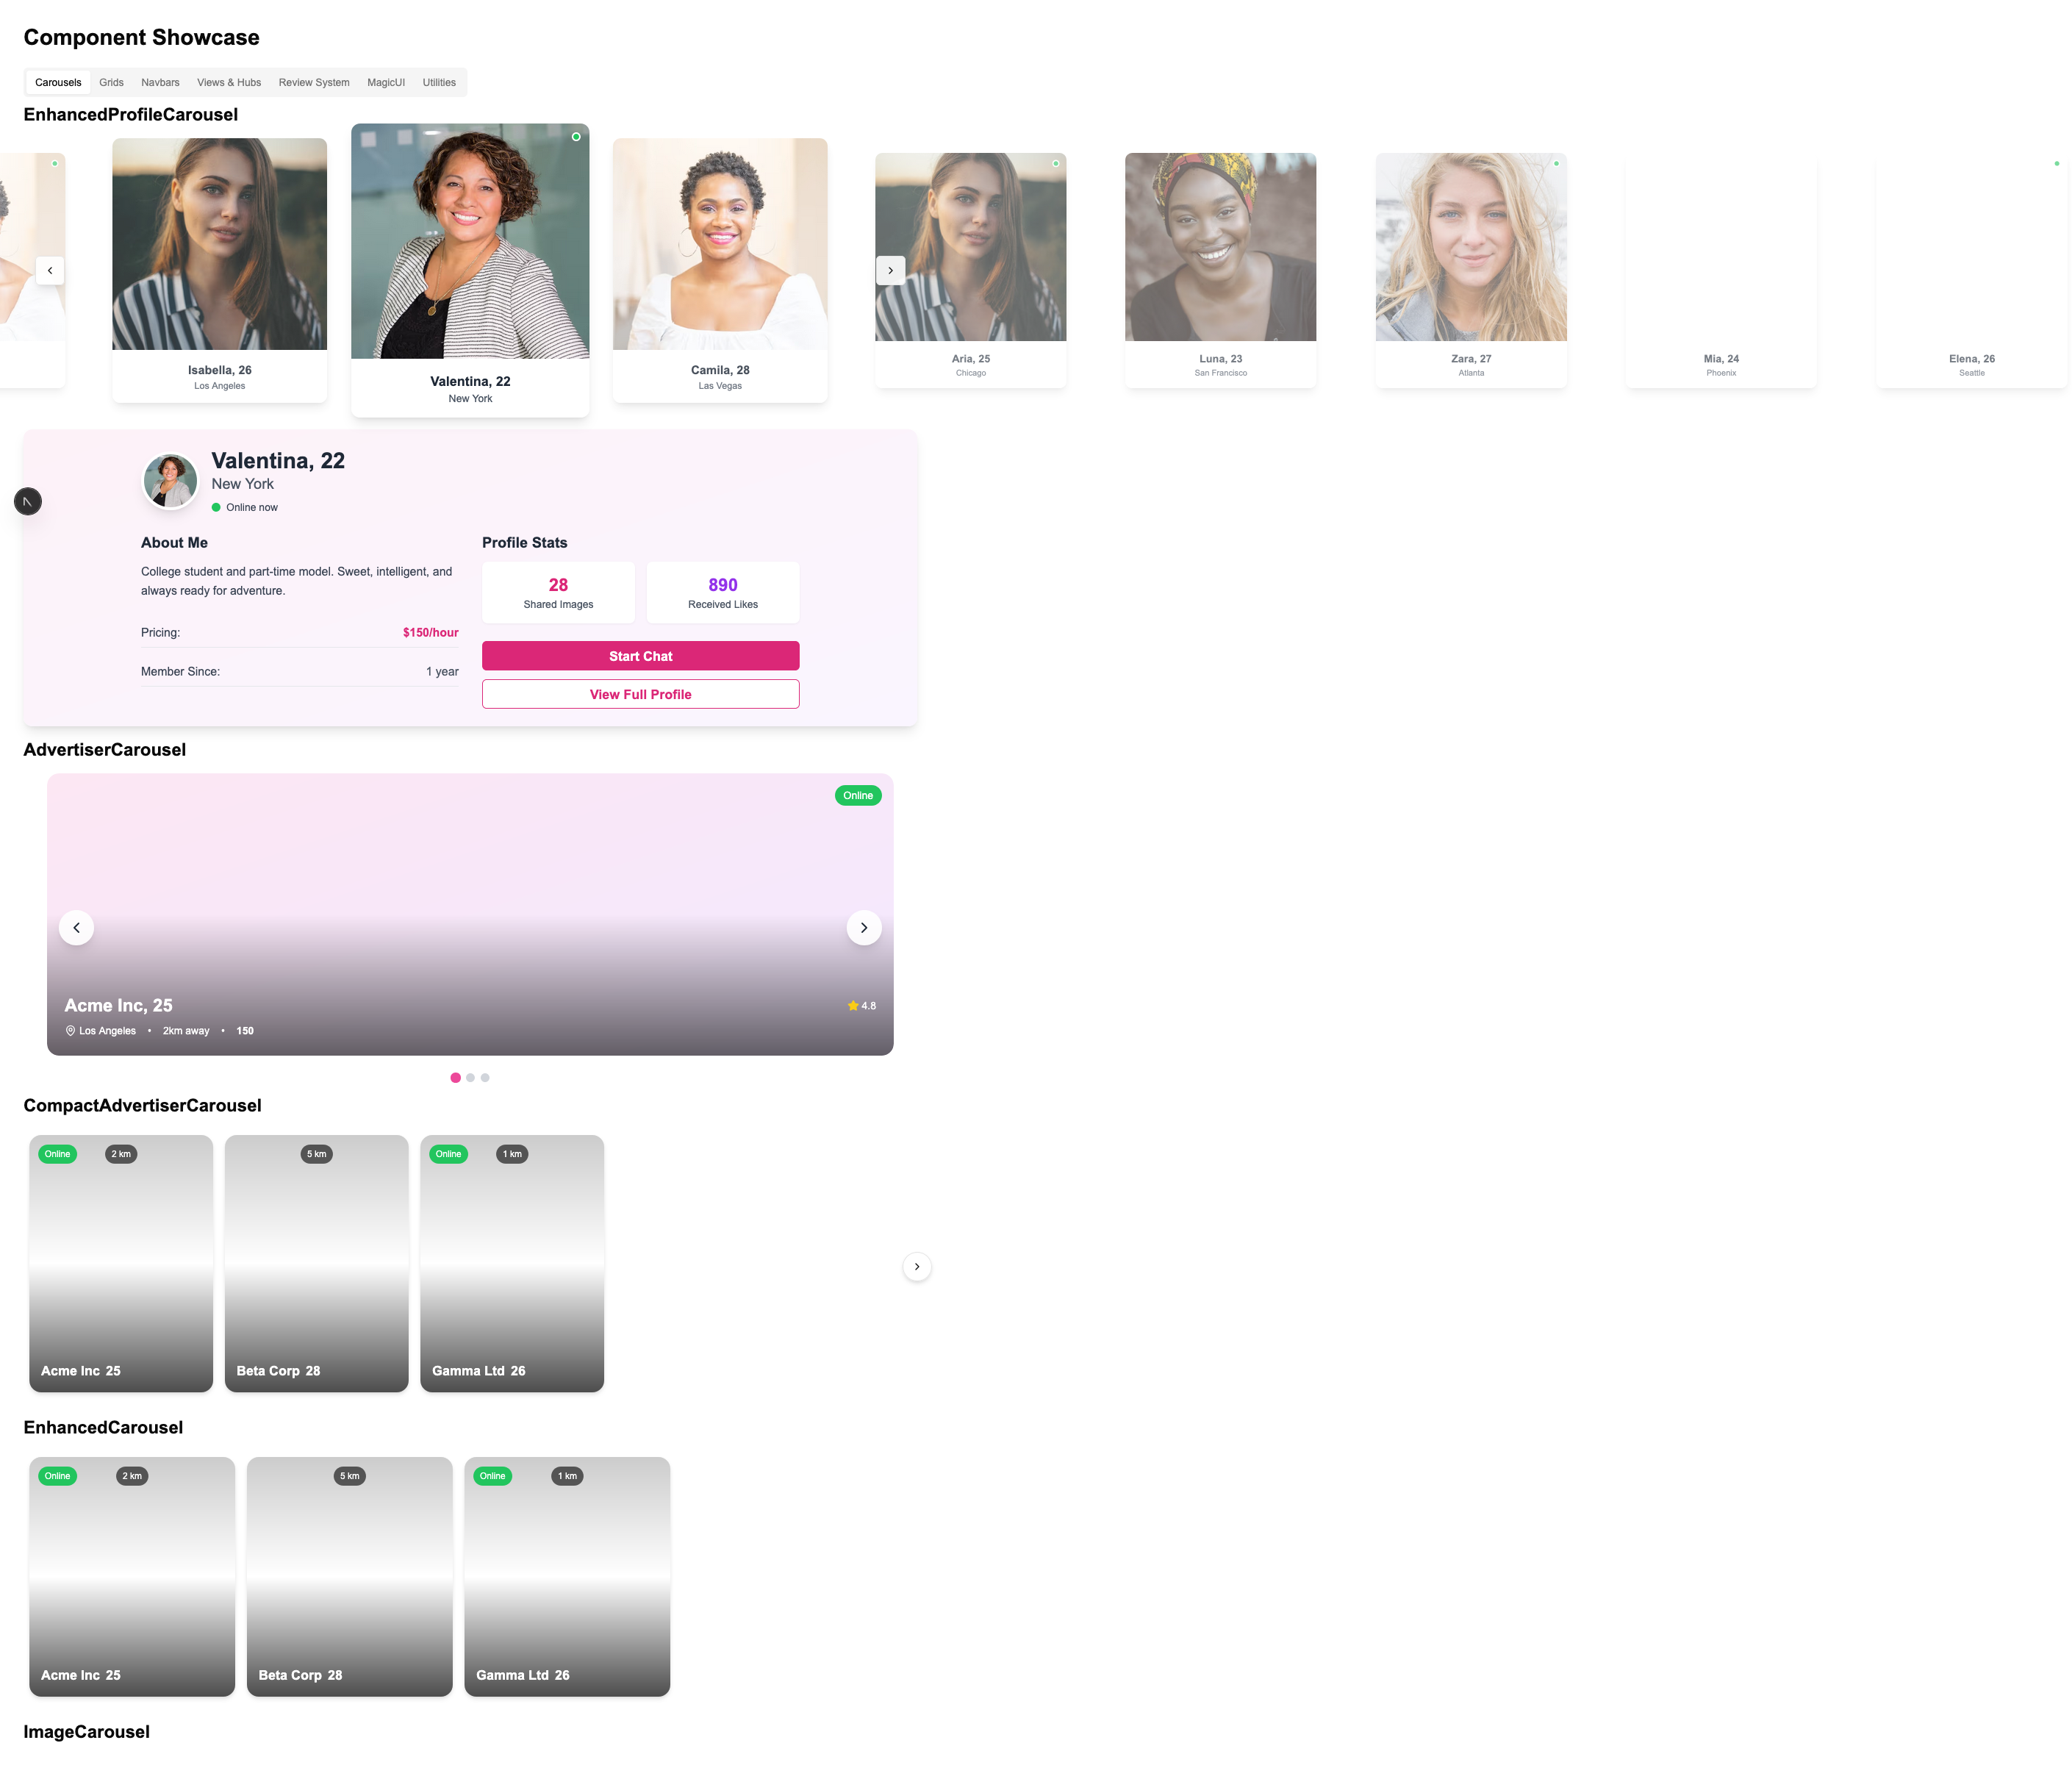 Component Showcase
Carousels Grids Navbars Views & Hubs Review System MagicUI Utilities
EnhancedProfileCarousel
Isabella, 26
Los Angeles
Valentina, 22
New York
Camila, 28
Las Vegas
Aria, 25
Chicago
Luna, 23
San Francisco
Zara, 27
Atlanta
Mia, 24
Phoenix
Elena, 26
Seattle
Valentina, 22
New York
Online now
About Me
College student and part-time model. Sweet, intelligent, and
always ready for adventure.
Pricing: $150/hour
Member Since: 1 year
Profile Stats
28
Shared Images
890
Received Likes
Start Chat
View Full Profile
AdvertiserCarousel
Online
Acme Inc, 25
4.8
Los Angeles • 2km away • 150
CompactAdvertiserCarousel
Online 2 km
Acme Inc 25
5 km
Beta Corp 28
Online 1 km
Gamma Ltd 26
EnhancedCarousel
Online 2 km
Acme Inc 25
5 km
Beta Corp 28
Online 1 km
Gamma Ltd 26
ImageCarousel